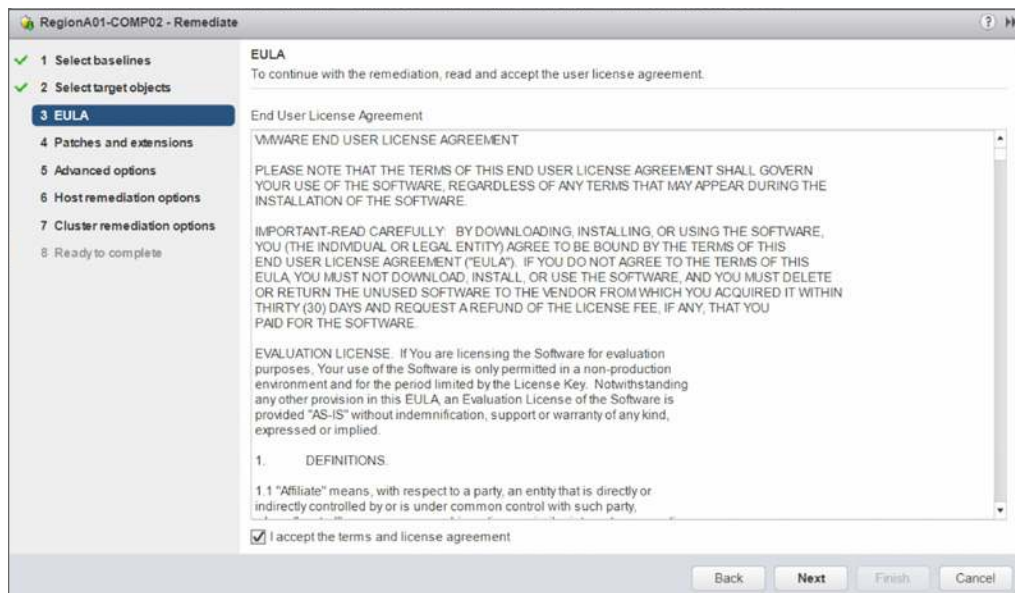 RegionA01-COMP02 - Remediate
1 Select baselines
2 Select target objects
3 EULA
4 Patches and extensions
5 Advanced options
6 Host remediation options
7 Cluster remediation options
8 Ready to complete
EULA
To continue with the remediation, read and accept the user license agreement.
End User License Agreement
VMWARE END USER LICENSE AGREEMENT
PLEASE NOTE THAT THE TERMS OF THIS END USER LICENSE AGREEMENT SHALL GOVERN
YOUR USE OF THE SOFTWARE, REGARDLESS OF ANY TERMS THAT MAY APPEAR DURING THE
INSTALLATION OF THE SOFTWARE.
IMPORTANT-READ CAREFULLY: BY DOWNLOADING, INSTALLING, OR USING THE SOFTWARE,
YOU (THE INDIVIDUAL OR LEGAL ENTITY) AGREE TO BE BOUND BY THE TERMS OF THIS
END USER LICENSE AGREEMENT ("EULA"). IF YOU DO NOT AGREE TO THE TERMS OF THIS
EULA, YOU MUST NOT DOWNLOAD, INSTALL, OR USE THE SOFTWARE, AND YOU MUST DELETE
OR RETURN THE UNUSED SOFTWARE TO THE VENDOR FROM WHICH YOU ACQUIRED IT WITHIN
THIRTY (30) DAYS AND REQUEST A REFUND OF THE LICENSE FEE, IF ANY, THAT YOU
PAID FOR THE SOFTWARE.
EVALUATION LICENSE. If You are licensing the Software for evaluation
purposes, Your use of the Software is only permitted in a non-production
environment and for the period limited by the License Key. Notwithstanding
any other provision in this EULA, an Evaluation License of the Software is
provided "AS-IS" without indemnification, support or warranty of any kind,
expressed or implied.
1. DEFINITIONS.
1.1 "Affiliate" means, with respect to a party, an entity that is directly or
indirectly controlled by or is under common control with such party,
I accept the terms and license agreement
Back Next Finish Cancel